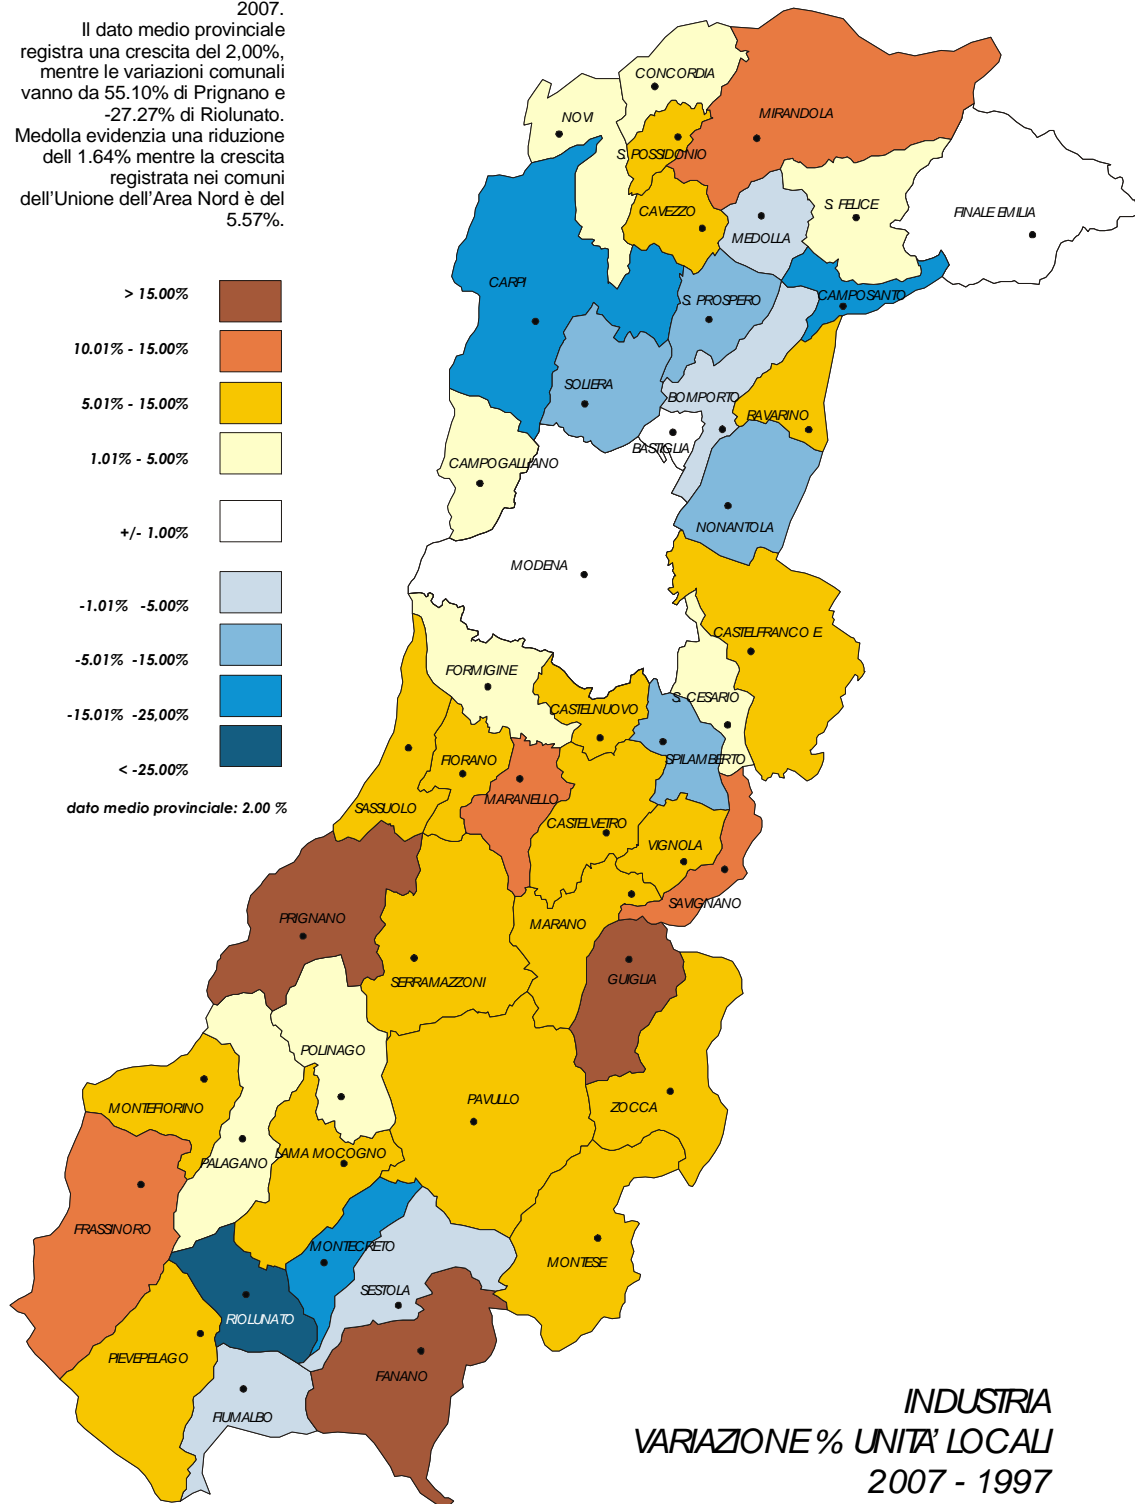 2007.
Il dato medio provinciale
registra una crescita del 2,00%,
mentre le variazioni comunali
vanno da 55.10% di Prignano e
-27.27% di Riolunato.
Medolla evidenzia una riduzione
dell 1.64% mentre la crescita
registrata nei comuni
dell'Unione dell'Area Nord è del
5.57%.
> 15.00%
10.01% - 15.00%
5.01% - 15.00%
1.01% - 5.00%
+/- 1.00%
-1.01% -5.00%
-5.01% -15.00%
-15.01% -25,00%
< -25.00%
dato medio provinciale: 2.00 %
CONCORDIA
NOVI
MIRANDOLA
S. POSSIDONIO
CAVEZZO
S. FELICE
FINALE EMILIA
MEDOLLA
CARPI
S. PROSPERO
CAMPOSANTO
SOLIERA
BOMPORTO
RAVARINO
BASTIGLIA
CAMPOGALLIANO
NONANTOLA
MODENA
CASTELFRANCO E
FORMIGINE
S. CESARIO
CASTELNUOVO
FIORANO
SPILAMBERTO
MARANELLO
SASSUOLO
CASTELVETRO
VIGNOLA
SAVIGNANO
PRIGNANO
MARANO
GUIGLIA
SERRAMAZZONI
POLINAGO
PAVULLO
ZOCCA
MONTEFIORINO
LAMA MOCOGNO
PALAGANO
FRASSINORO
MONTECRETO
MONTESE
SESTOLA
RIOLUNATO
PIEVEPELAGO
FANANO
FIUMALBO
INDUSTRIA
VARIAZIONE % UNITA' LOCALI
2007 - 1997